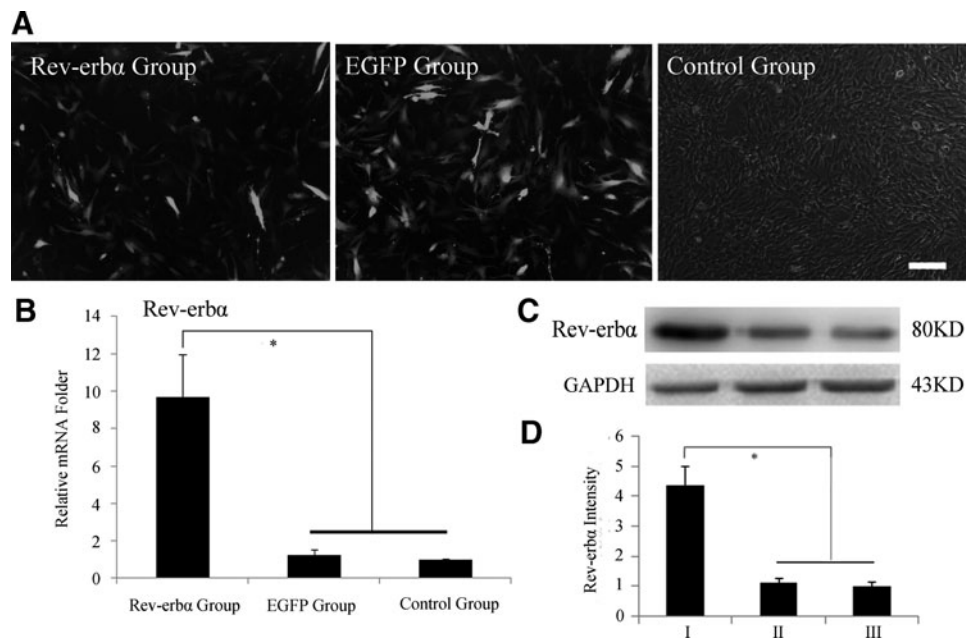 A
Rev-erbα Group
EGFP Group
Control Group
B
Rev-erbα
14
12
10
8
6
4
2
0
*
Relative mRNA Folder
Rev-erbα Group
EGFP Group
Control Group
C
Rev-erbα
80KD
GAPDH
43KD
D
6
5
4
3
2
1
0
*
Rev-erbα Intensity
I
II
III